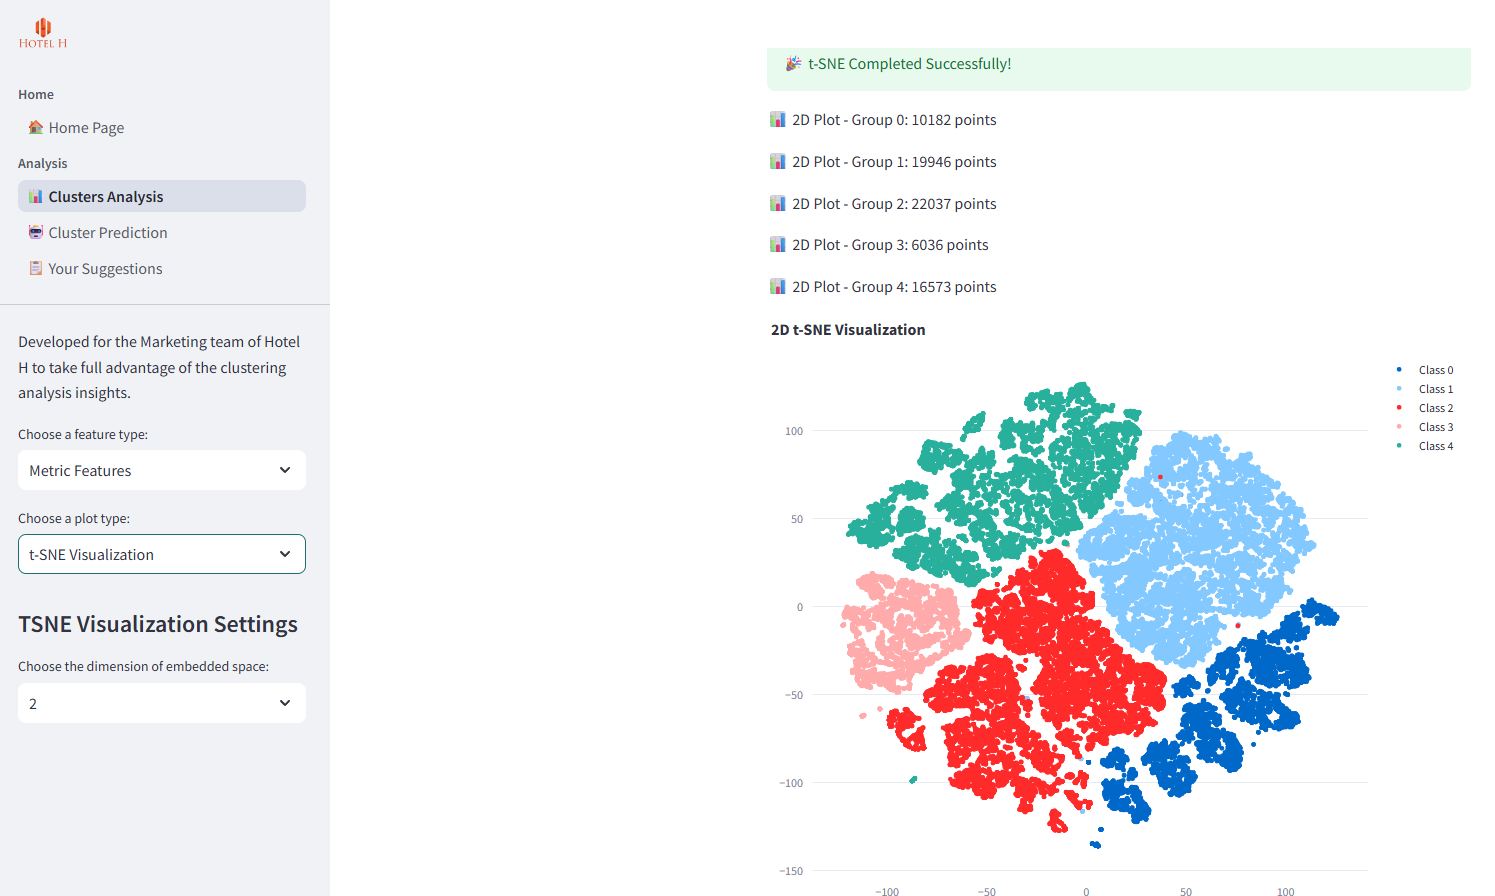 HOTEL H
Home
Home Page
Analysis
Clusters Analysis
Cluster Prediction
Your Suggestions
Developed for the Marketing team of Hotel
H to take full advantage of the clustering
analysis insights.
Choose a feature type:
Metric Features
Choose a plot type:
t-SNE Visualization
TSNE Visualization Settings
Choose the dimension of embedded space:
2
t-SNE Completed Successfully!
2D Plot - Group 0: 10182 points
2D Plot - Group 1: 19946 points
2D Plot - Group 2: 22037 points
2D Plot - Group 3: 6036 points
2D Plot - Group 4: 16573 points
2D t-SNE Visualization
Class 0
Class 1
Class 2
Class 3
Class 4
100
50
0
−50
−100
−150
−100
−50
0
50
100